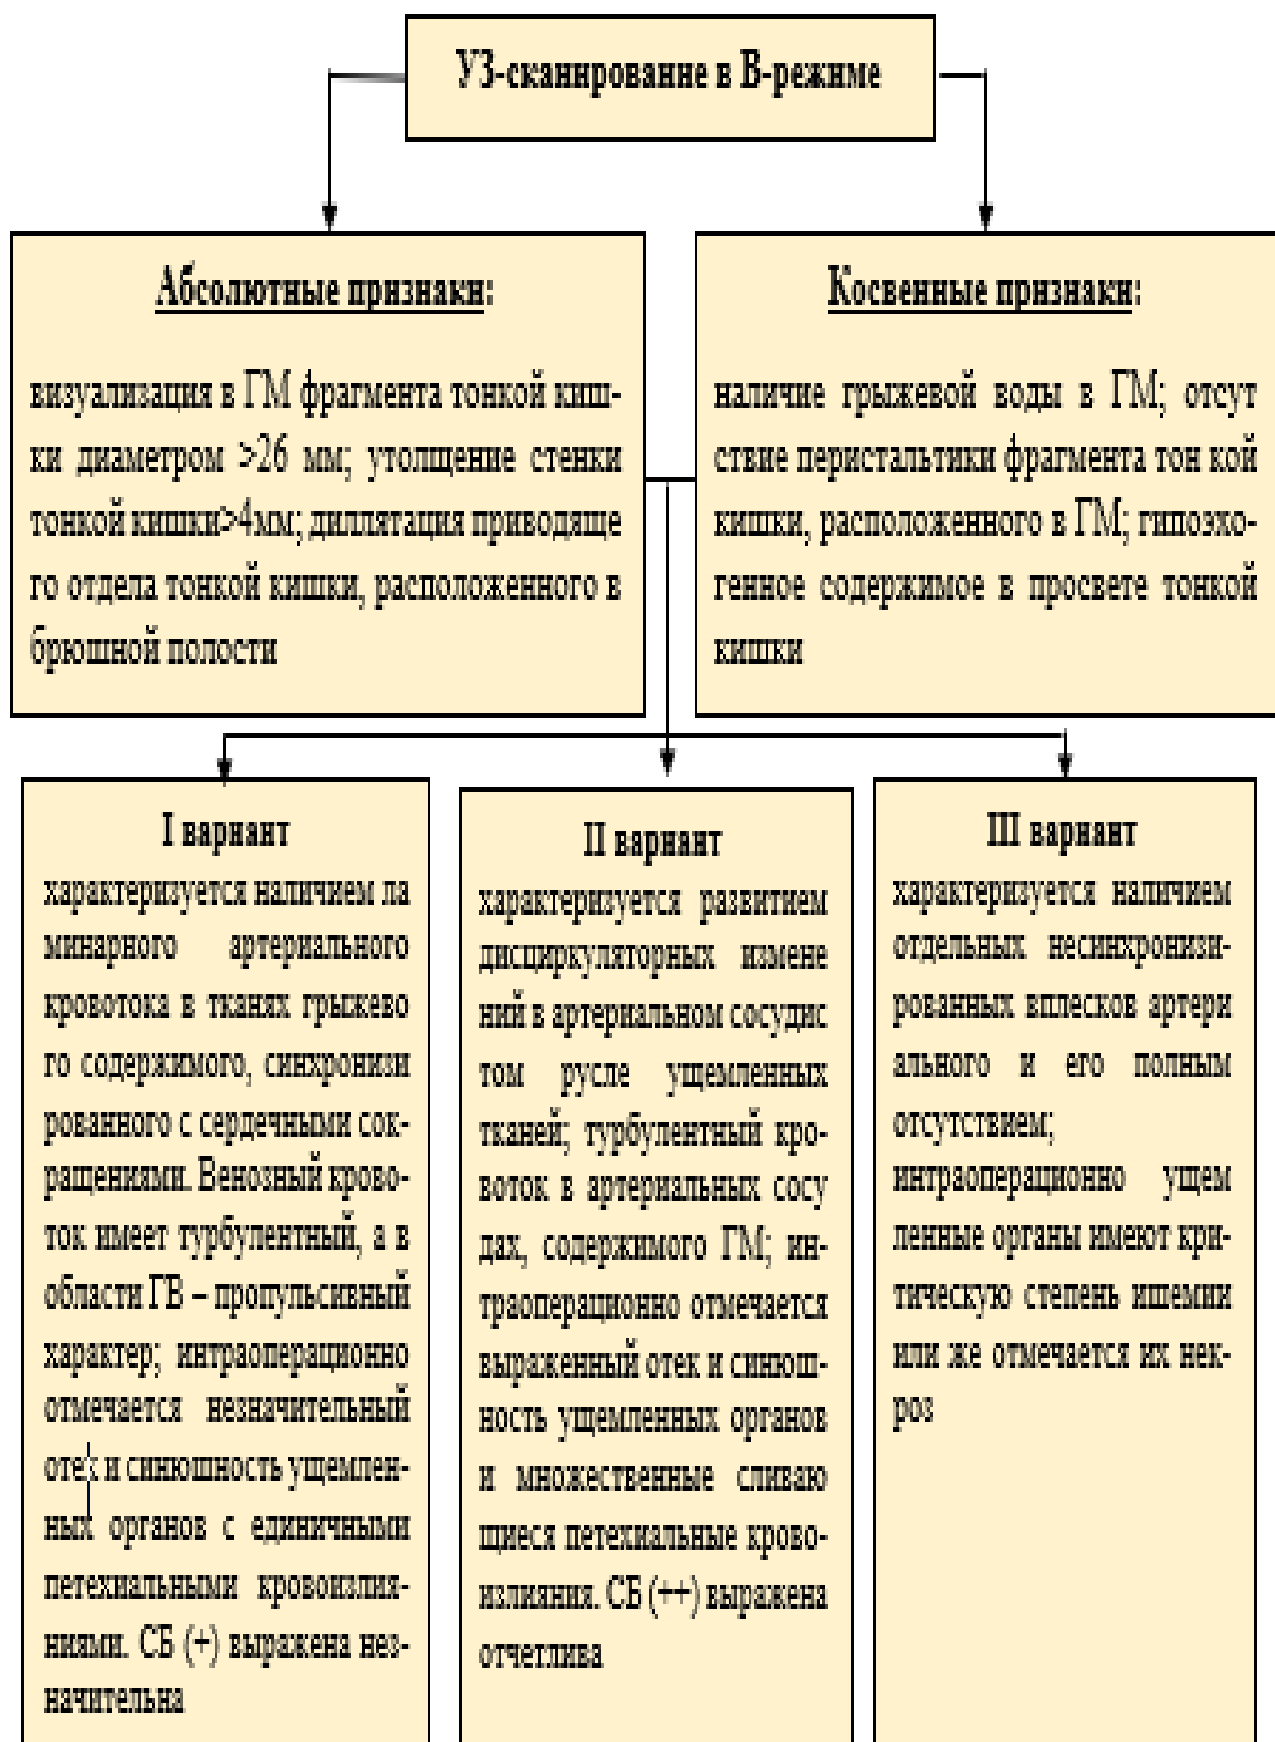 УЗ-сканирование в В-режиме
Абсолютные признаки:
визуализация в ГМ фрагмента тонкой киш-
ки диаметром >26 мм; утолщение стенки
тонкой кишки>4мм; диллятация приводяще
го отдела тонкой кишки, расположенного в
брюшной полости
Косвенные признаки:
наличие грыжевой воды в ГМ; отсут
ствие перистальтики фрагмента тон кой
кишки, расположенного в ГМ; гипоэхо-
генное содержимое в просвете тонкой
кишки
I вариант
характеризуется наличием ла
минарного артериального
кровотока в тканях грыжево
го содержимого, синхронизи
рованного с сердечными сок-
ращениями. Венозный крово-
ток имеет турбулентный, а в
области ГВ – пропульсивный
характер; интраоперационно
отмечается незначительный
отек и синюшность ущемлен-
ных органов с единичными
петехиальными кровоизлия-
ниями. СБ (+) выражена нез-
начительна
II вариант
характеризуется развитием
дисциркуляторных измене
ний в артериальном сосудис
том русле ущемленных
тканей; турбулентный кро-
воток в артериальных сосу
дах, содержимого ГМ; ин-
траоперационно отмечается
выраженный отек и синюш-
ность ущемленных органов
и множественные сливаю
щиеся петехиальные крово-
излияния. СБ (++) выражена
отчетлива
III вариант
характеризуется наличием
отдельных несинхронизи-
рованных вплесков артери
ального и его полным
отсутствием;
интраоперационно ущем
ленные органы имеют кри-
тическую степень ишемии
или же отмечается их нек-
роз